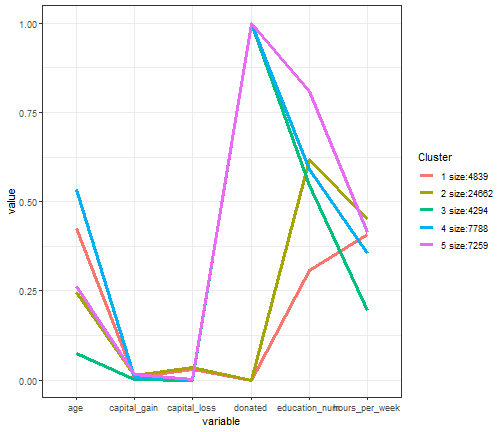 1.00
0.75
0.50
0.25
0.00
value
age capital_gain capital_loss donated education_num hours_per_week
variable
Cluster
1 size:4839
2 size:24662
3 size:4294
4 size:7788
5 size:7259